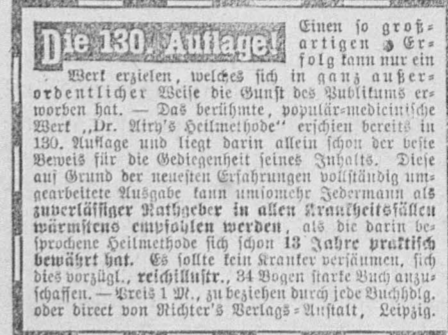 Die 130. Auflage!
Einen so groß-
artigen Er-
folg kann nur ein
Werk erzielen, welches sich in ganz außer-
ordentlicher Weise die Gunst des Publikums er-
worben hat. — Das berühmte, populär-medicinische
Werk „Dr. Airy's Heilmethode" erschien bereits in
130. Auflage und liegt darin allein schon der beste
Beweis für die Gediegenheit seines Inhalts. Diese
auf Grund der neuesten Erfahrungen vollständig um-
gearbeitete Ausgabe kann umsomehr Jedermann als
zuverlässiger Rathgeber in allen Krankheitsfällen
wärmstens empfohlen werden, als die darin be-
sprochene Heilmethode sich schon 13 Jahre praktisch
bewährt hat. Es sollte kein Kranker versäumen, sich
dies vorzügl., reichillustr., 34 Bogen starke Buch anzu-
schaffen. — Preis 1 M., zu beziehen durch jede Buchhdlg.
oder direct von Richter's Verlags-Anstalt, Leipzig.